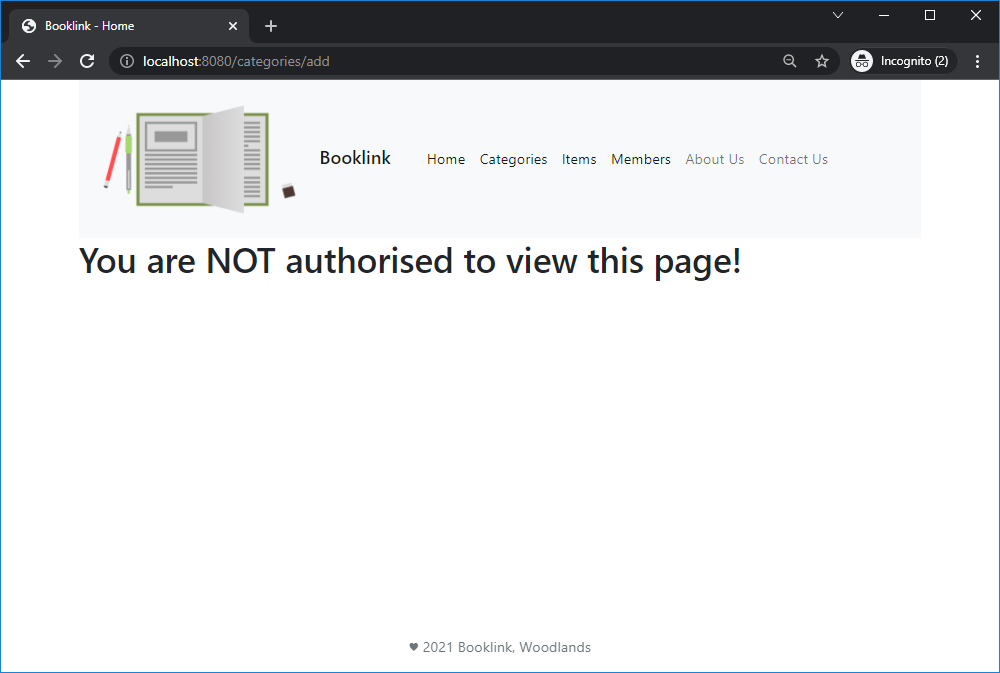 Booklink - Home
localhost:8080/categories/add
Incognito (2)
Booklink Home Categories Items Members About Us Contact Us
You are NOT authorised to view this page!
♥ 2021 Booklink, Woodlands